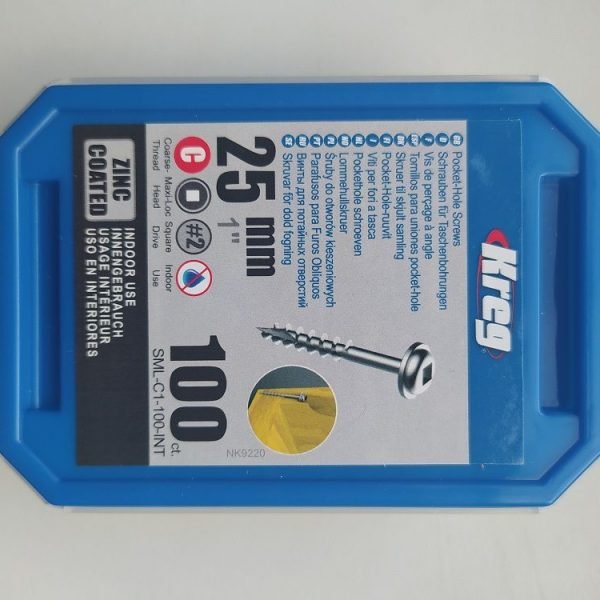 Kreg
Pocket-Hole Screws
Schrauben für Taschenbohrungen
Vis de perçage à angle
Tornillos para uniones pocket-hole
Skruer til skjult samling
Pocket-Hole-ruuvit
Viti per fori a tasca
Pockethole schroeven
Lommehullskruer
Śruby do otworów kieszeniowych
Parafusos para Furos Oblíquos
Винты для потайных отверстий
Skruvar för dold fogning
25 mm
1"
100 ct.
SML-C1-100-INT
NK9220
C
#2
Coarse Thread
Maxi-Loc Head
Square Drive
Indoor Use
ZINC
COATED
INDOOR USE
INNENGEBRAUCH
USAGE INTÉRIEUR
USO EN INTERIORES